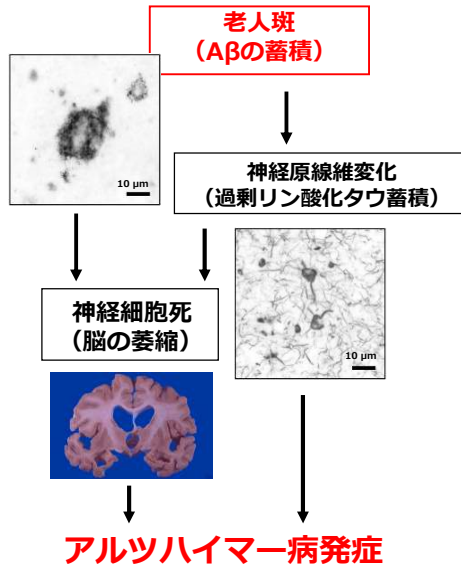 老人斑
（Aβの蓄積）
10 μm
神経原線維変化
（過剰リン酸化タウ蓄積）
神経細胞死
（脳の萎縮）
10 μm
アルツハイマー病発症